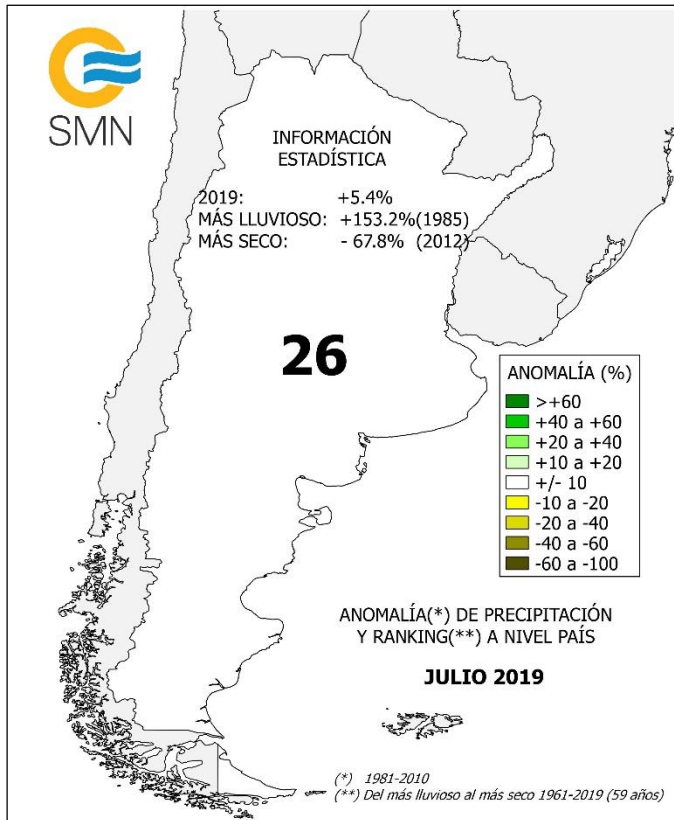 SMN
INFORMACIÓN
ESTADÍSTICA
2019: +5.4%
MÁS LLUVIOSO: +153.2%(1985)
MÁS SECO: - 67.8% (2012)
26
ANOMALÍA (%)
>+60
+40 a +60
+20 a +40
+10 a +20
+/- 10
-10 a -20
-20 a -40
-40 a -60
-60 a -100
ANOMALÍA(*) DE PRECIPITACIÓN
Y RANKING(**) A NIVEL PAÍS
JULIO 2019
(*) 1981-2010
(**) Del más lluvioso al más seco 1961-2019 (59 años)